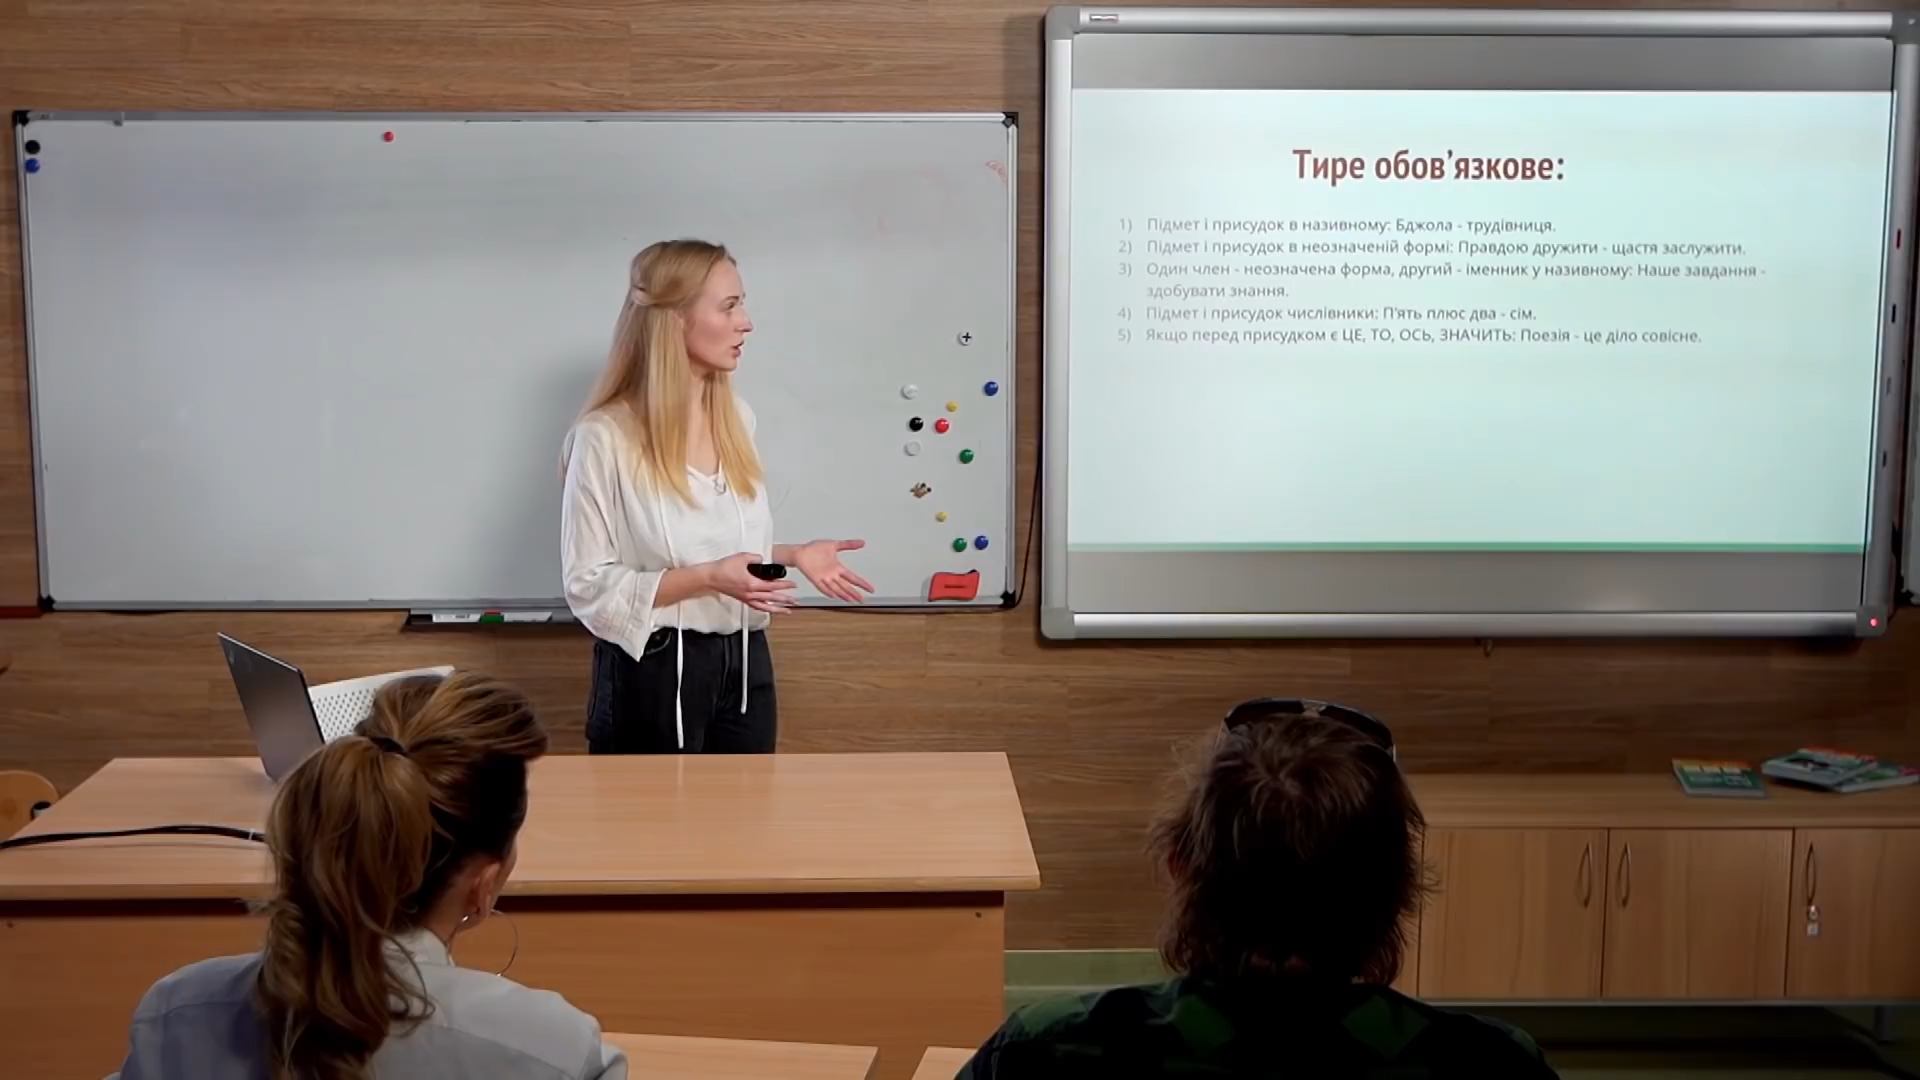 Тире обов’язкове:
1) Підмет і присудок в називному: Бджола - трудівниця.
2) Підмет і присудок в неозначеній формі: Правдою дружити - щастя заслужити.
3) Один член - неозначена форма, другий - іменник у називному: Наше завдання -
здобувати знання.
4) Підмет і присудок числівники: П'ять плюс два - сім.
5) Якщо перед присудком є ЦЕ, ТО, ОСЬ, ЗНАЧИТЬ: Поезія - це діло совісне.